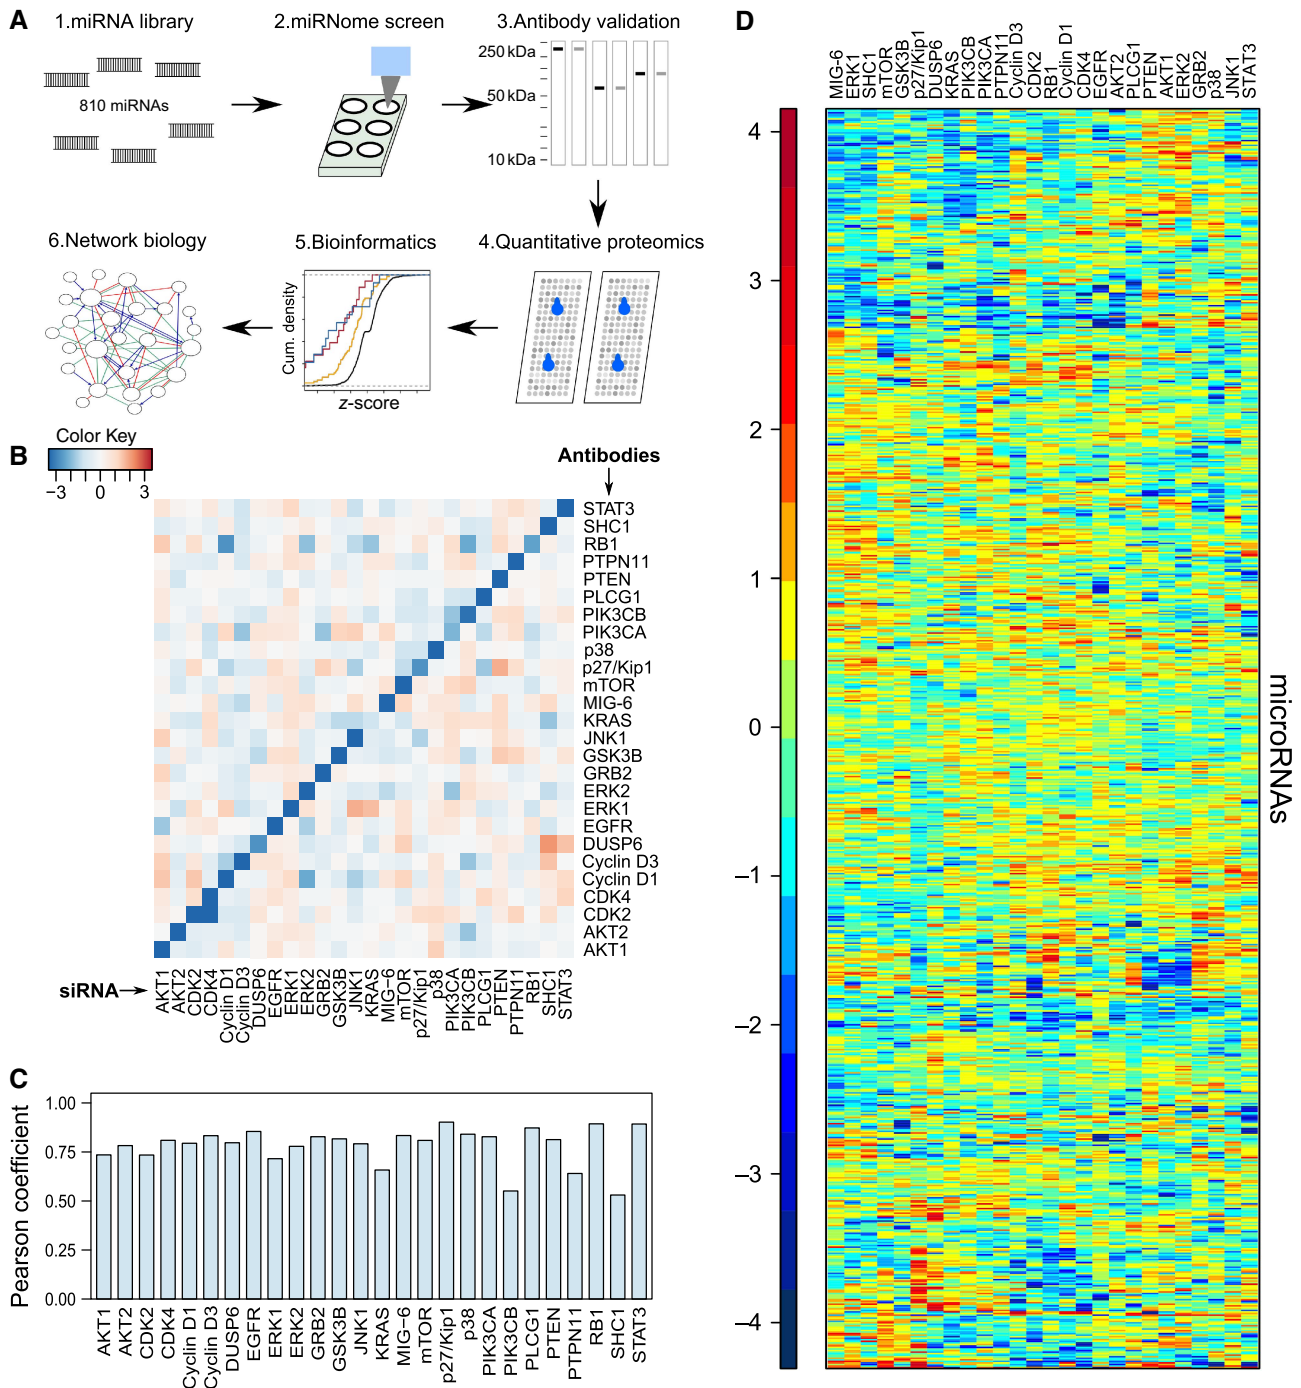 A
1.miRNA library
2.miRNome screen
3.Antibody validation
810 miRNAs
250 kDa
50 kDa
10 kDa
6.Network biology
5.Bioinformatics
4.Quantitative proteomics
Cum. density
z-score
B
Color Key
−3 0 3
Antibodies
STAT3
SHC1
RB1
PTPN11
PTEN
PLCG1
PIK3CB
PIK3CA
p38
p27/Kip1
mTOR
MIG-6
KRAS
JNK1
GSK3B
GRB2
ERK2
ERK1
EGFR
DUSP6
Cyclin D3
Cyclin D1
CDK4
CDK2
AKT2
AKT1
siRNA
AKT1
AKT2
CDK2
CDK4
Cyclin D1
Cyclin D3
DUSP6
EGFR
ERK1
ERK2
GRB2
GSK3B
JNK1
KRAS
MIG-6
mTOR
p27/Kip1
p38
PIK3CA
PIK3CB
PLCG1
PTEN
PTPN11
RB1
SHC1
STAT3
C
Pearson coefficient
1.00
0.75
0.50
0.25
0.00
AKT1
AKT2
CDK2
CDK4
Cyclin D1
Cyclin D3
DUSP6
EGFR
ERK1
ERK2
GRB2
GSK3B
JNK1
KRAS
MIG−6
mTOR
p27/Kip1
p38
PIK3CA
PIK3CB
PLCG1
PTEN
PTPN11
RB1
SHC1
STAT3
D
MIG-6
ERK1
SHC1
mTOR
GSK3B
p27/Kip1
DUSP6
KRAS
PIK3CB
PIK3CA
PTPN11
Cyclin D3
CDK2
RB1
Cyclin D1
CDK4
EGFR
AKT2
PLCG1
PTEN
AKT1
ERK2
GRB2
p38
JNK1
STAT3
4
3
2
1
0
−1
−2
−3
−4
microRNAs